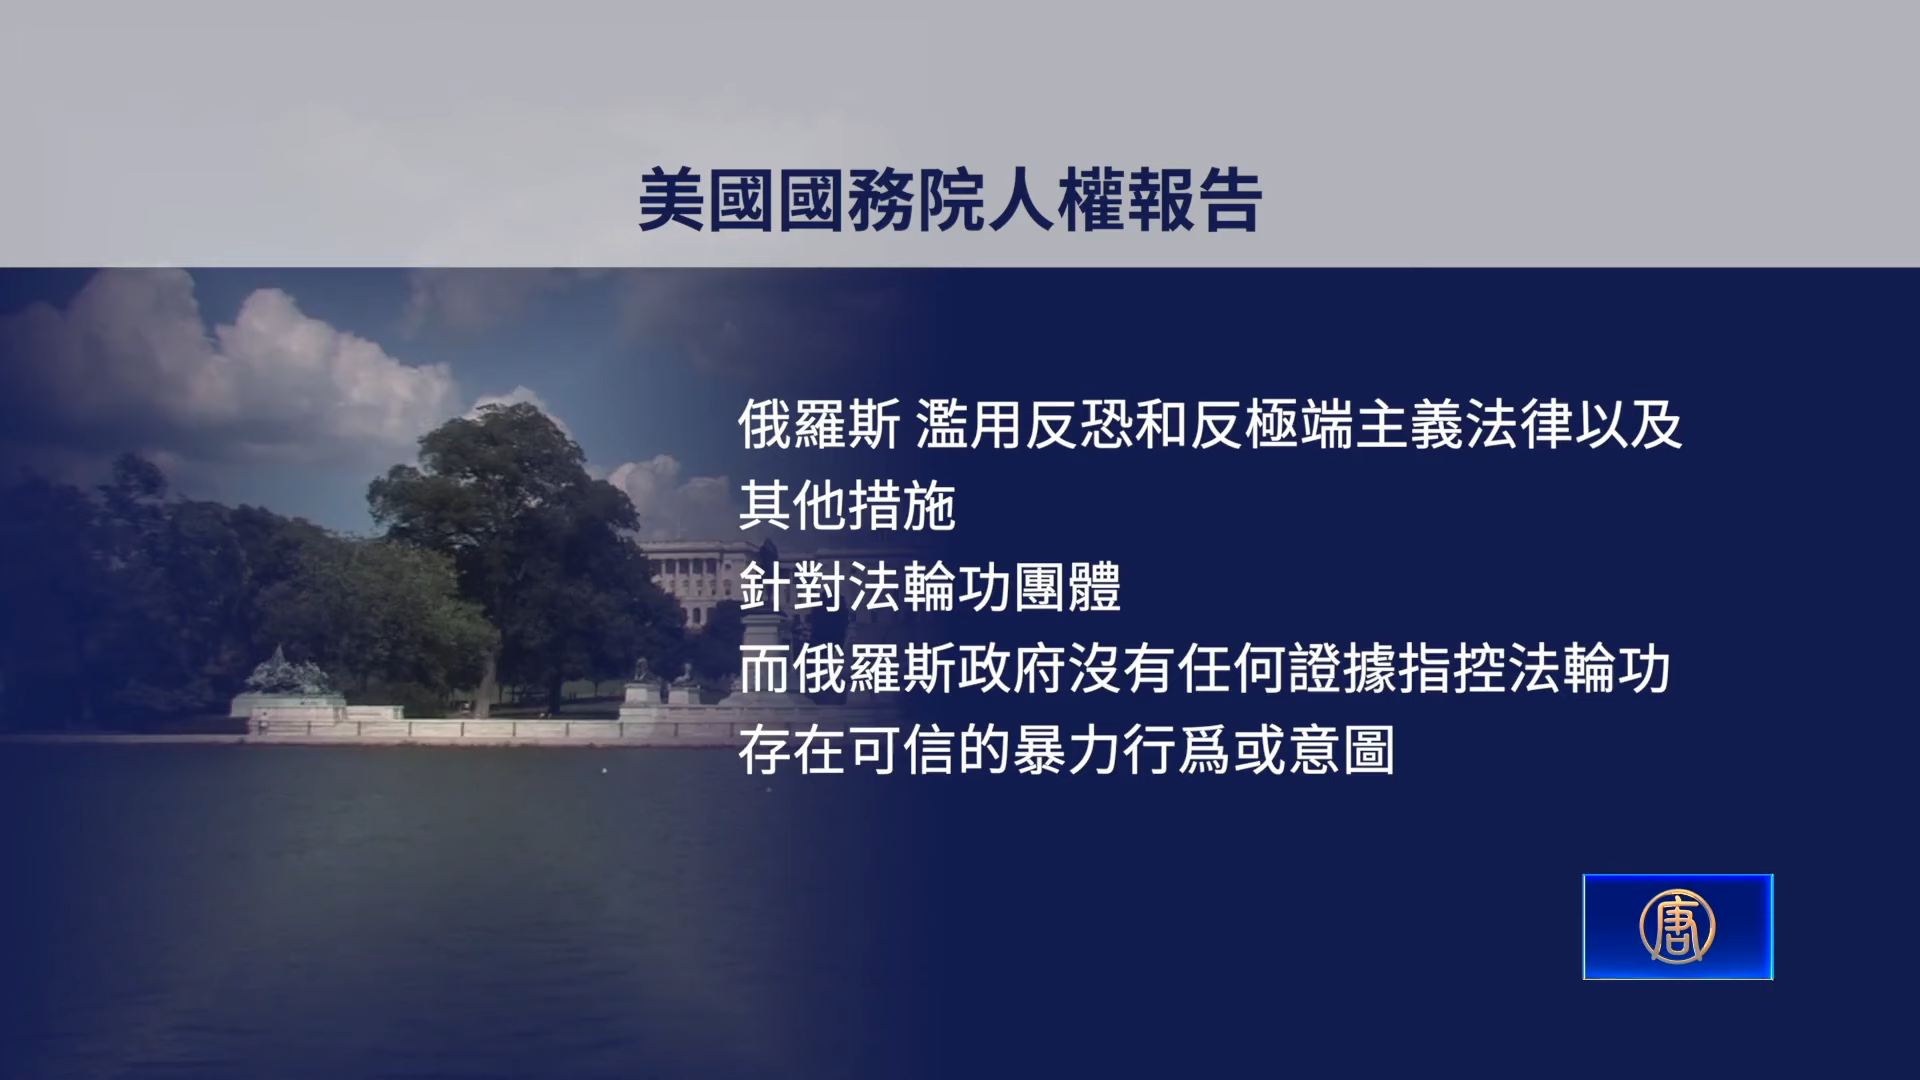 美國國務院人權報告
俄羅斯 濫用反恐和反極端主義法律以及
其他措施
針對法輪功團體
而俄羅斯政府沒有任何證據指控法輪功
存在可信的暴力行爲或意圖
唐